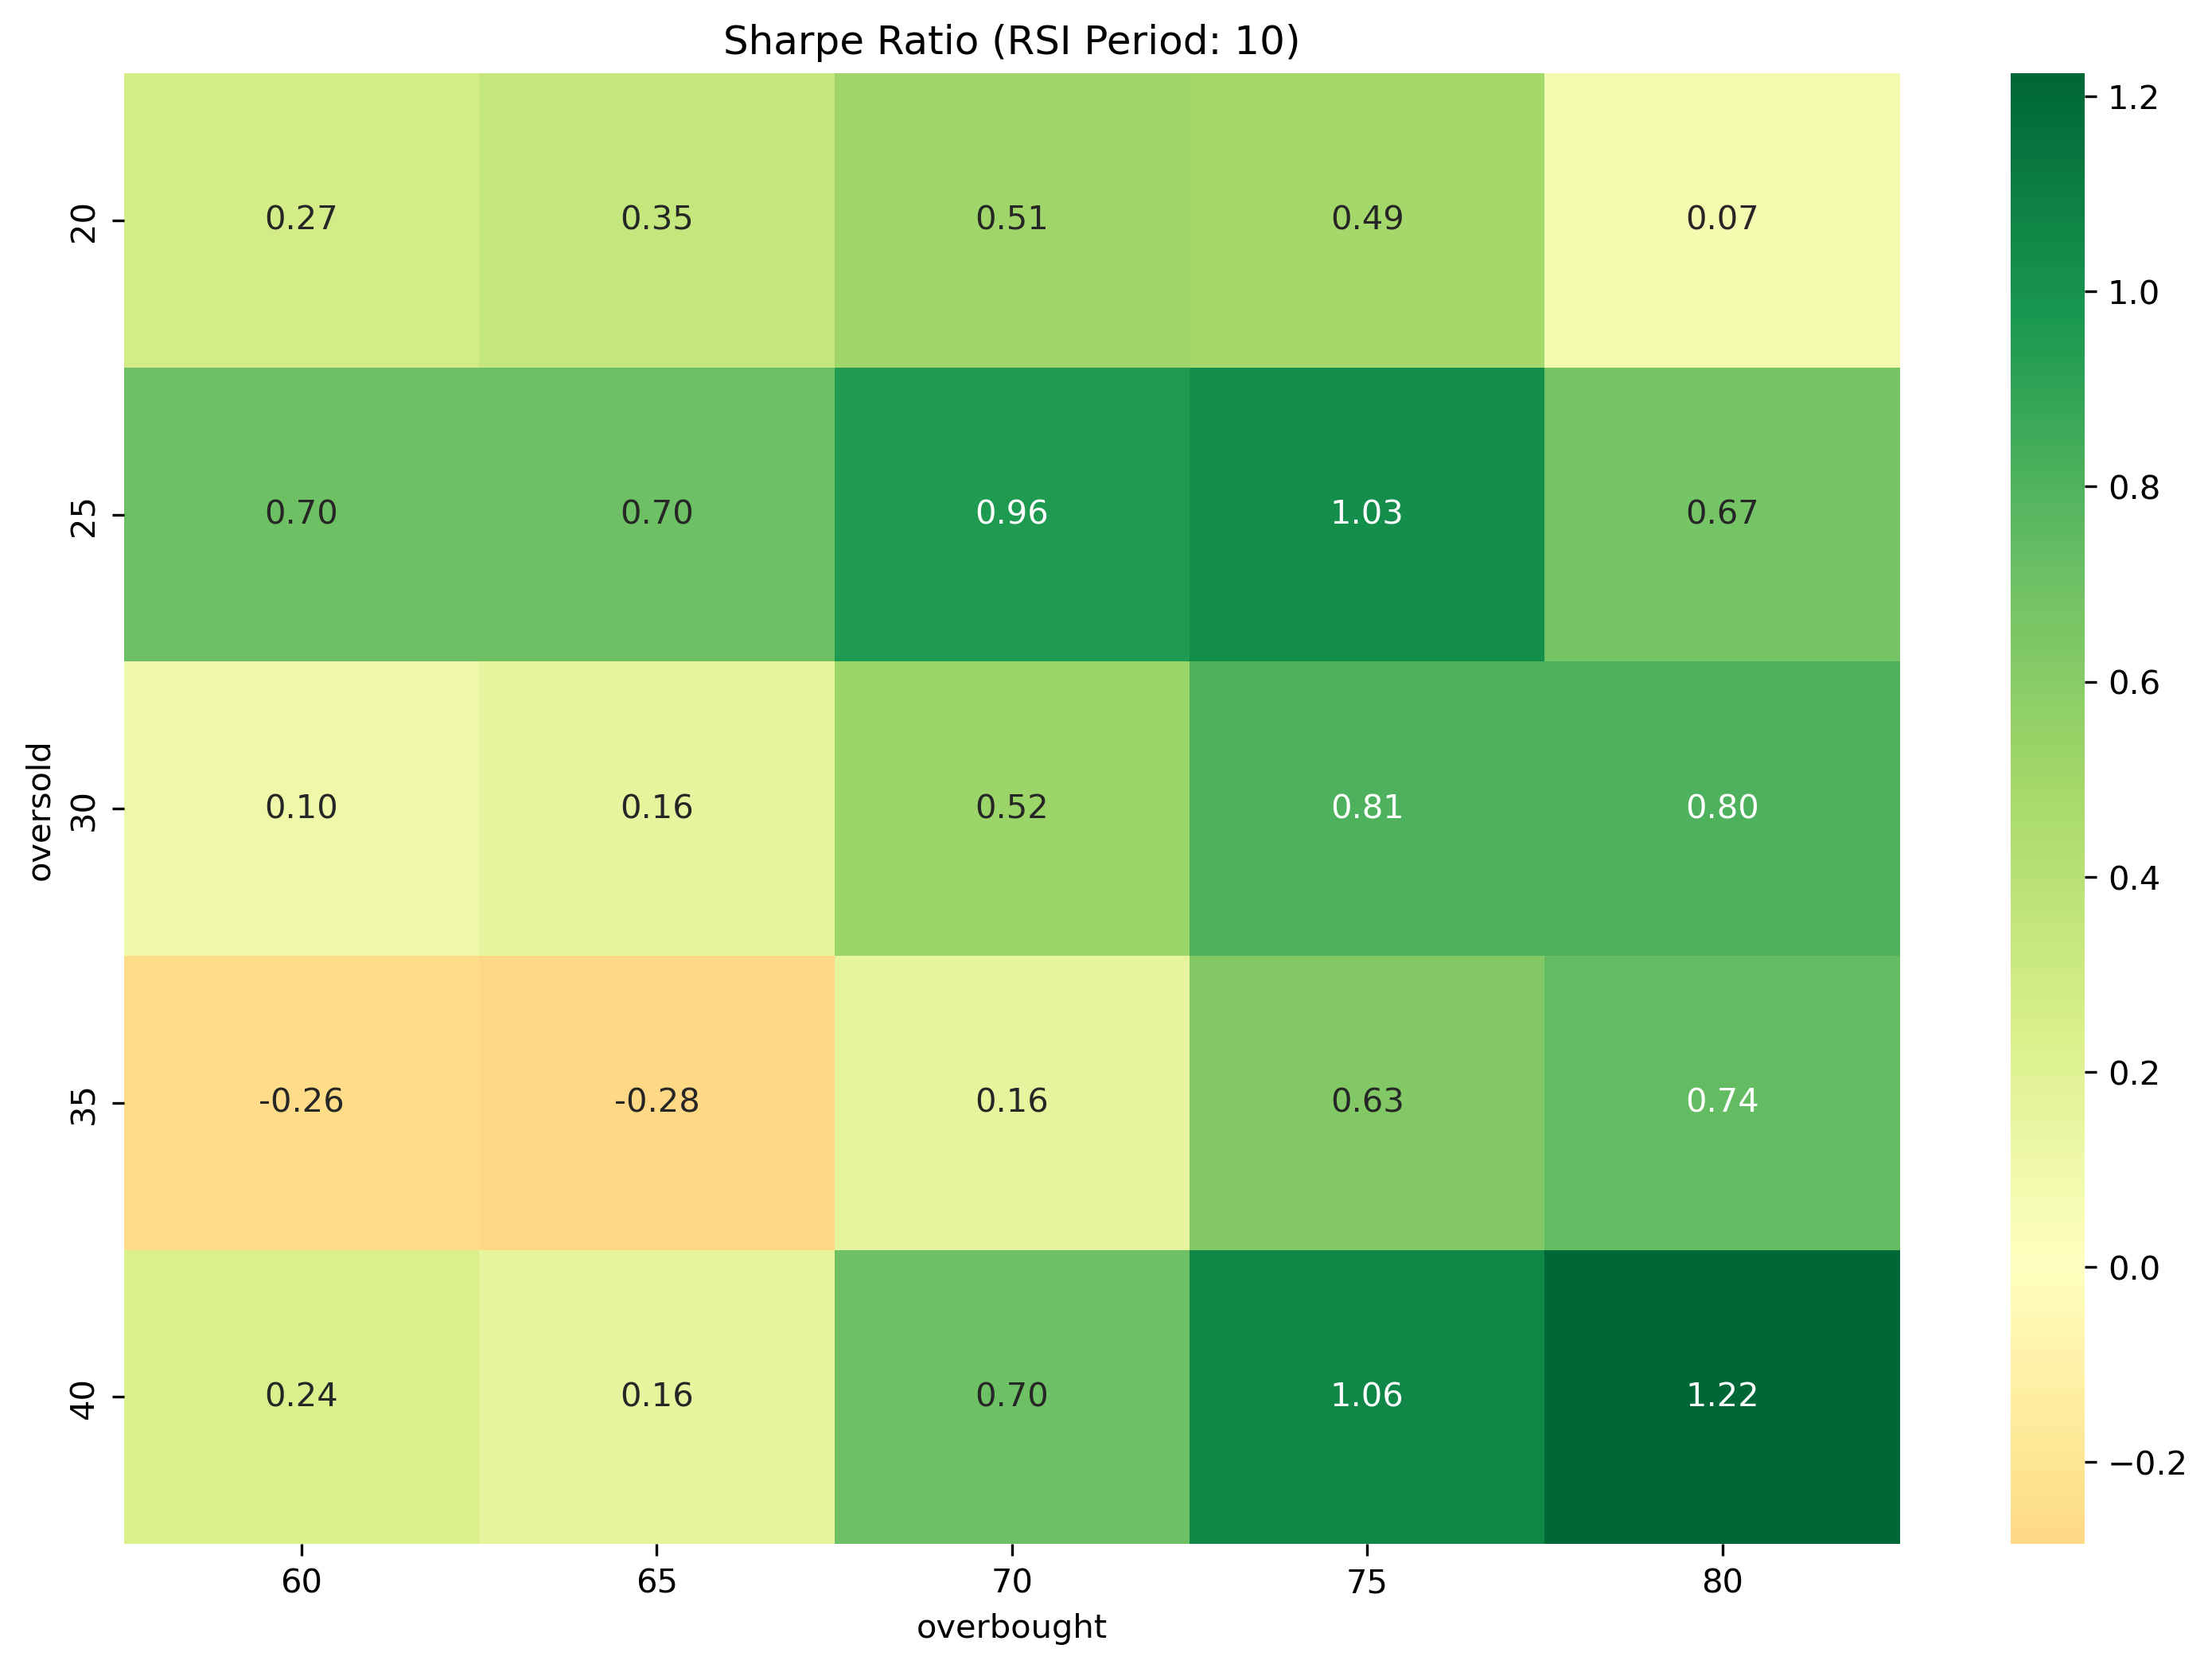 Sharpe Ratio (RSI Period: 10)
oversold
20 0.27 0.35 0.51 0.49 0.07
25 0.70 0.70 0.96 1.03 0.67
30 0.10 0.16 0.52 0.81 0.80
35 -0.26 -0.28 0.16 0.63 0.74
40 0.24 0.16 0.70 1.06 1.22
60 65 70 75 80
overbought
1.2
1.0
0.8
0.6
0.4
0.2
0.0
−0.2